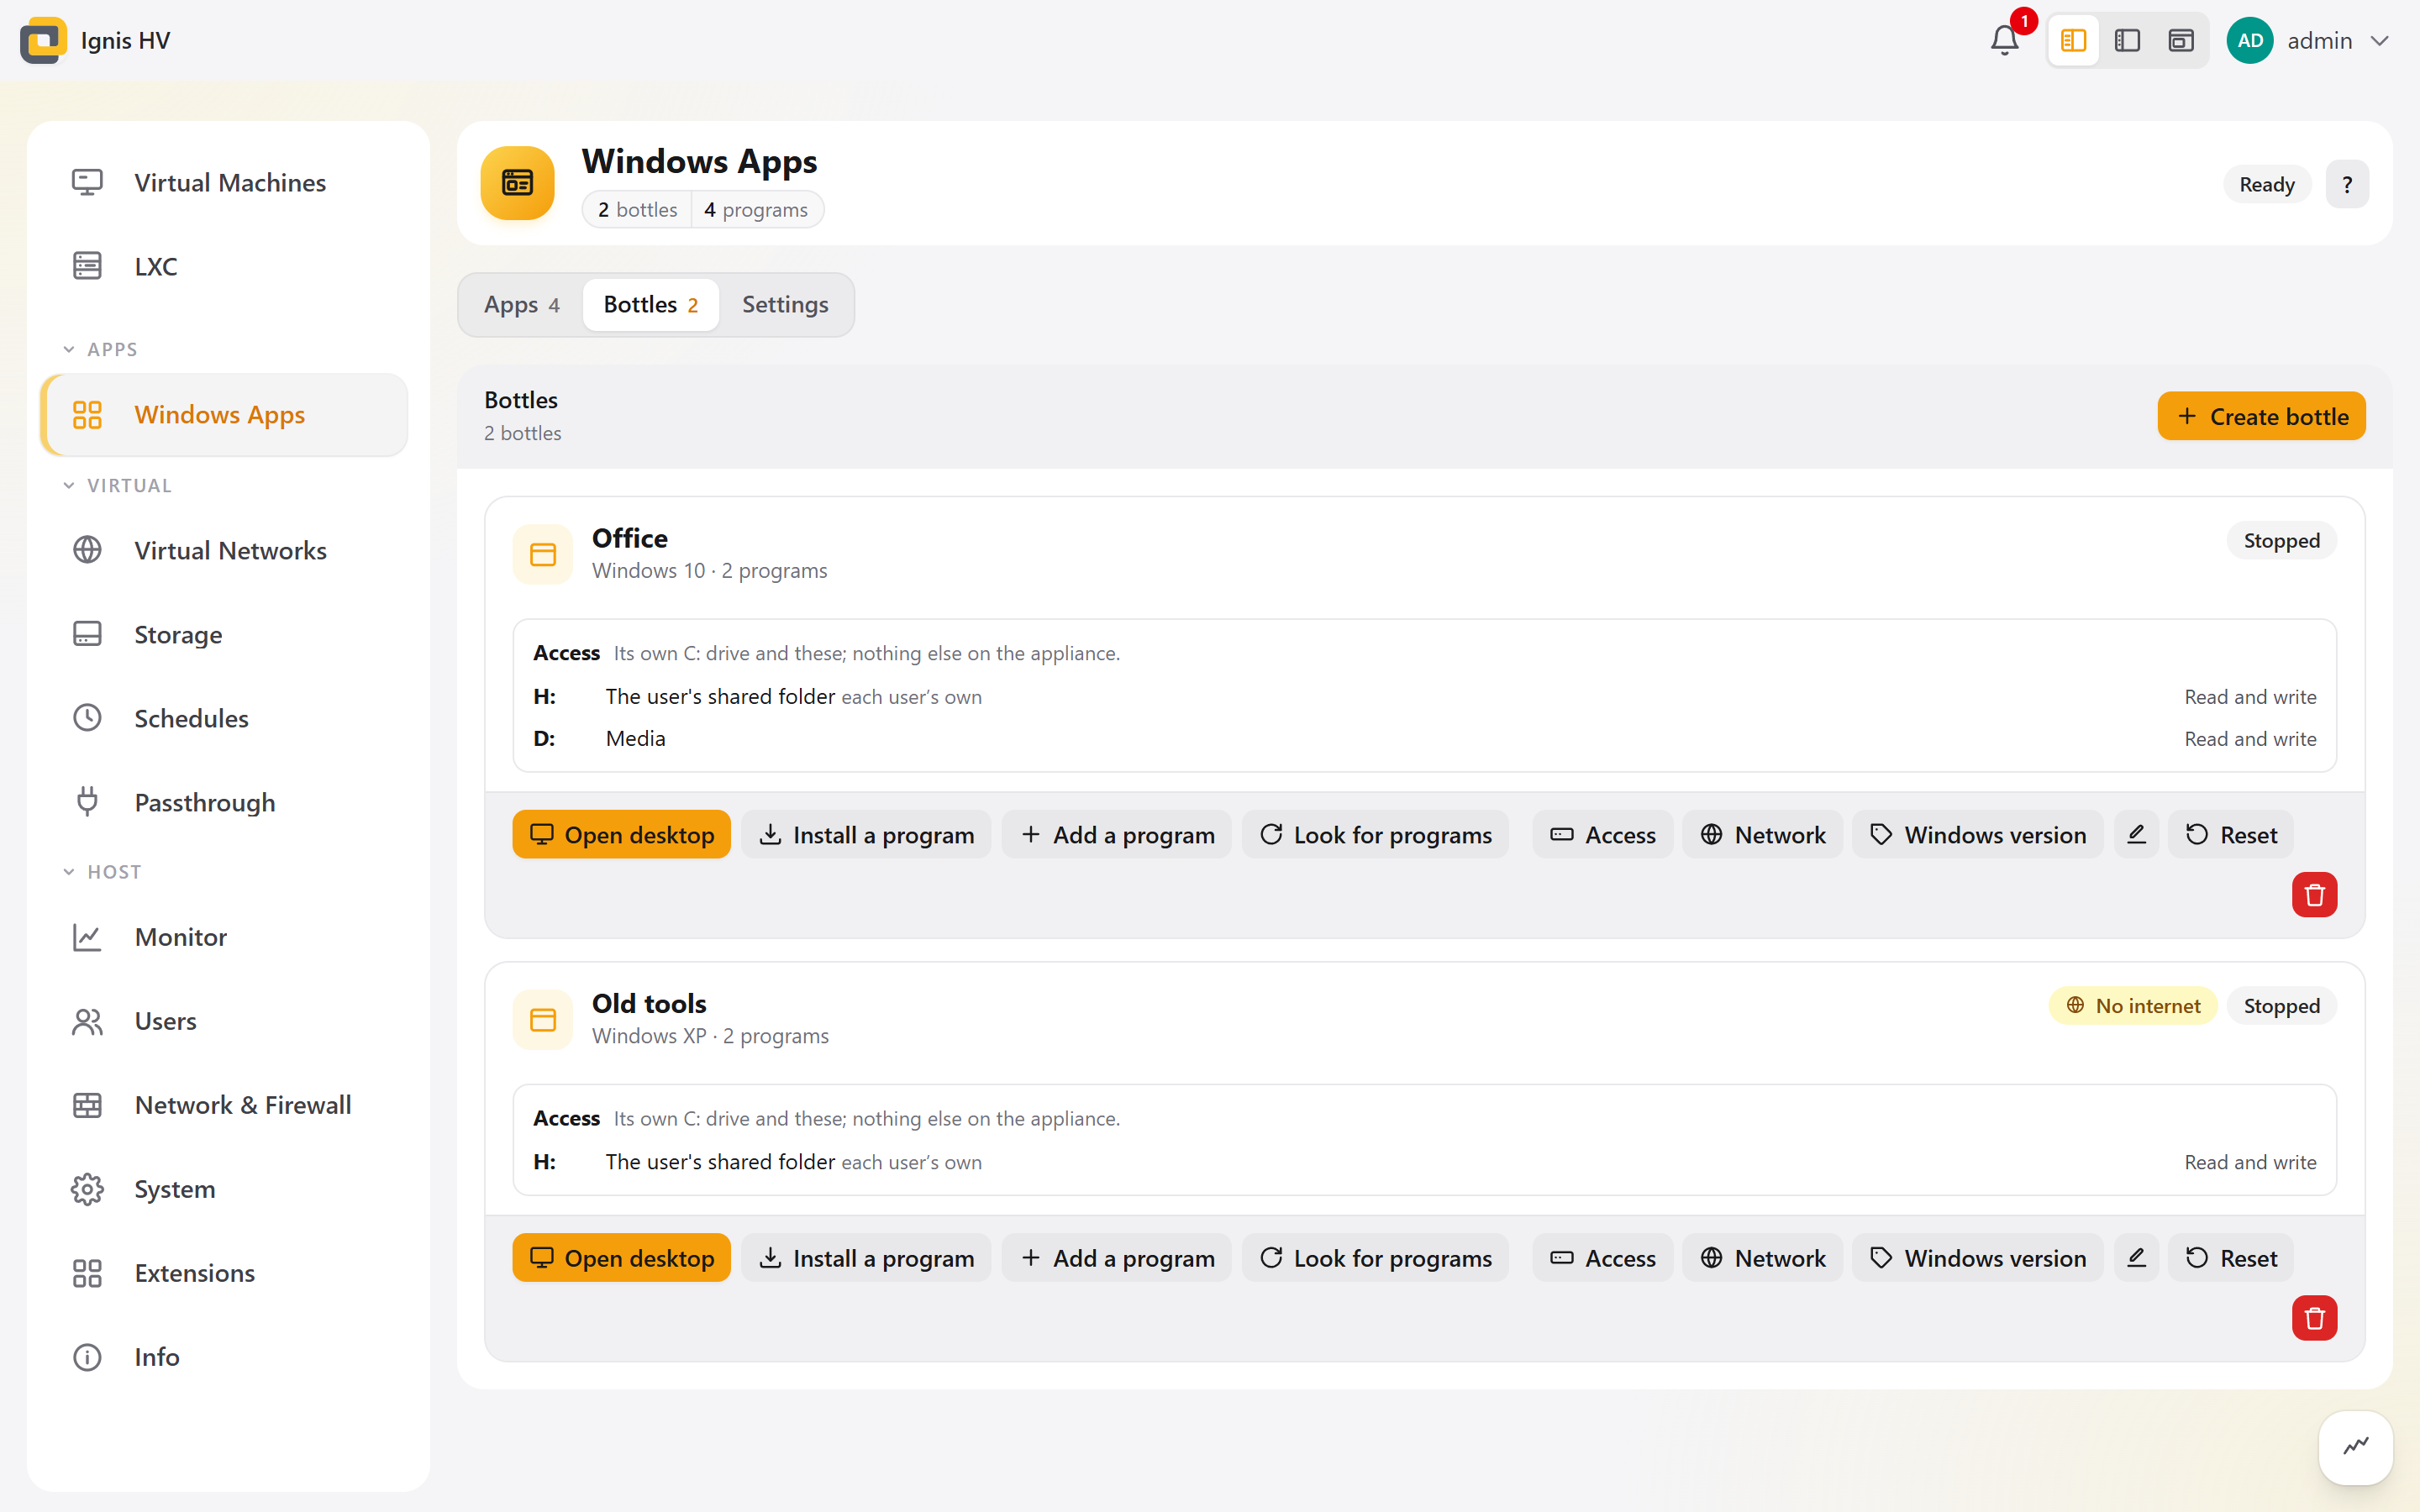 Ignis HV
1
AD
admin
Virtual Machines
LXC
APPS
Windows Apps
VIRTUAL
Virtual Networks
Storage
Schedules
Passthrough
HOST
Monitor
Users
Network & Firewall
System
Extensions
Info
Windows Apps
2 bottles
4 programs
Ready
?
Apps 4
Bottles 2
Settings
Bottles
2 bottles
Create bottle
Office
Windows 10 · 2 programs
Stopped
Access Its own C: drive and these; nothing else on the appliance.
H: The user's shared folder each user’s own Read and write
D: Media Read and write
Open desktop
Install a program
Add a program
Look for programs
Access
Network
Windows version
Reset
Old tools
Windows XP · 2 programs
No internet
Stopped
Access Its own C: drive and these; nothing else on the appliance.
H: The user's shared folder each user’s own Read and write
Open desktop
Install a program
Add a program
Look for programs
Access
Network
Windows version
Reset